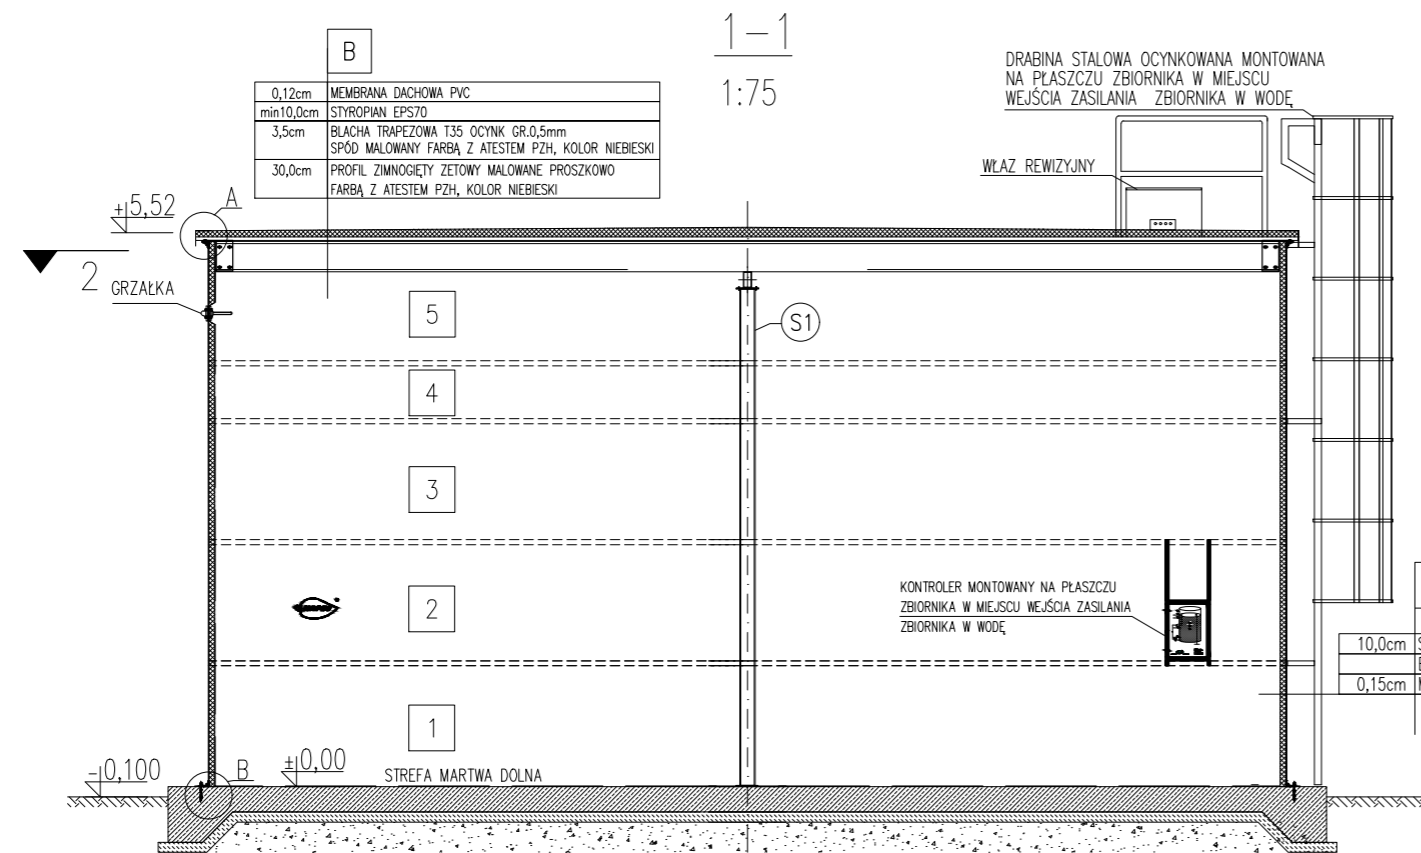 1-1
1:75
B
0,12cm MEMBRANA DACHOWA PVC
min10,0cm STYROPIAN EPS70
3,5cm BLACHA TRAPEZOWA T35 OCYNK GR.0,5mm
SPÓD MALOWANY FARBĄ Z ATESTEM PZH, KOLOR NIEBIESKI
30,0cm PROFIL ZIMNOGIĘTY ZETOWY MALOWANE PROSZKOWO
FARBĄ Z ATESTEM PZH, KOLOR NIEBIESKI
DRABINA STALOWA OCYNKOWANA MONTOWANA
NA PŁASZCZU ZBIORNIKA W MIEJSCU
WEJŚCIA ZASILANIA ZBIORNIKA W WODĘ
WŁAZ REWIZYJNY
+5,52
A
2
GRZAŁKA
5
S1
4
3
2
KONTROLER MONTOWANY NA PŁASZCZU
ZBIORNIKA W MIEJSCU WEJŚCIA ZASILANIA
ZBIORNIKA W WODĘ
10,0cm
0,15cm
1
-0,100
B
±0,00
STREFA MARTWA DOLNA